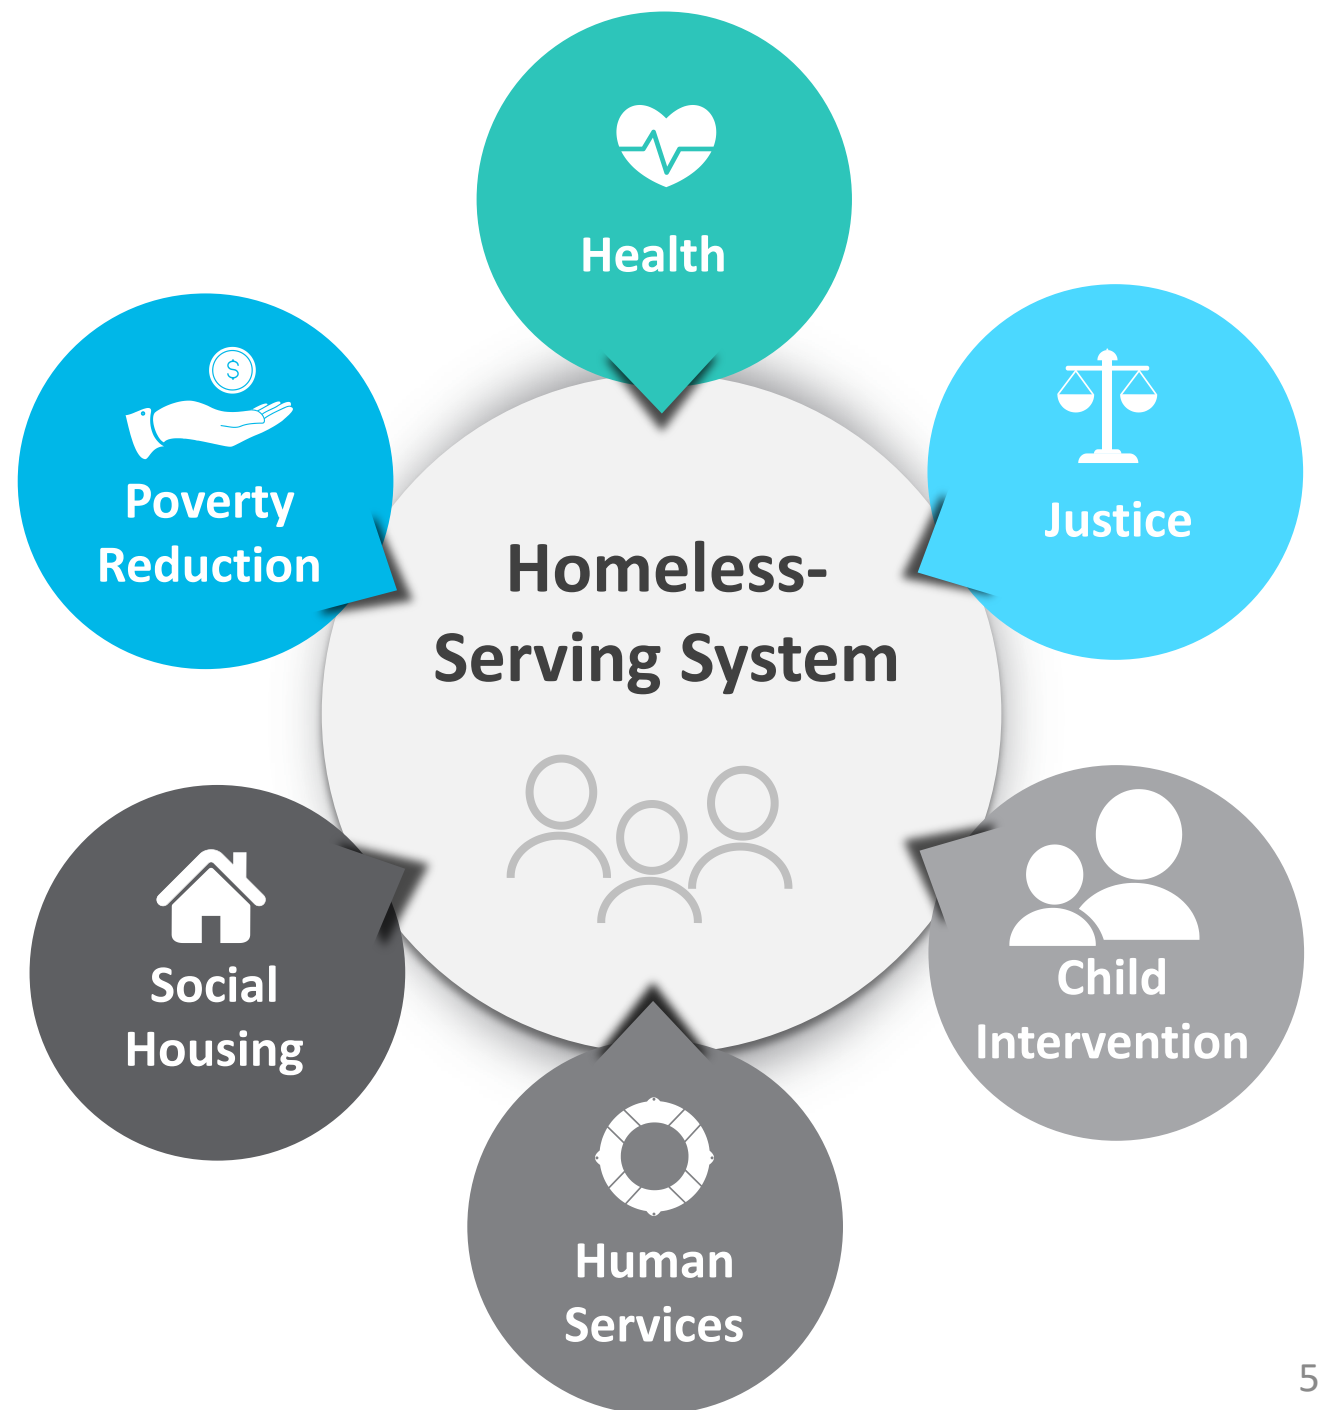 Health
Poverty
Reduction
$
Justice
Homeless-
Serving System
Social
Housing
Child
Intervention
Human
Services
5